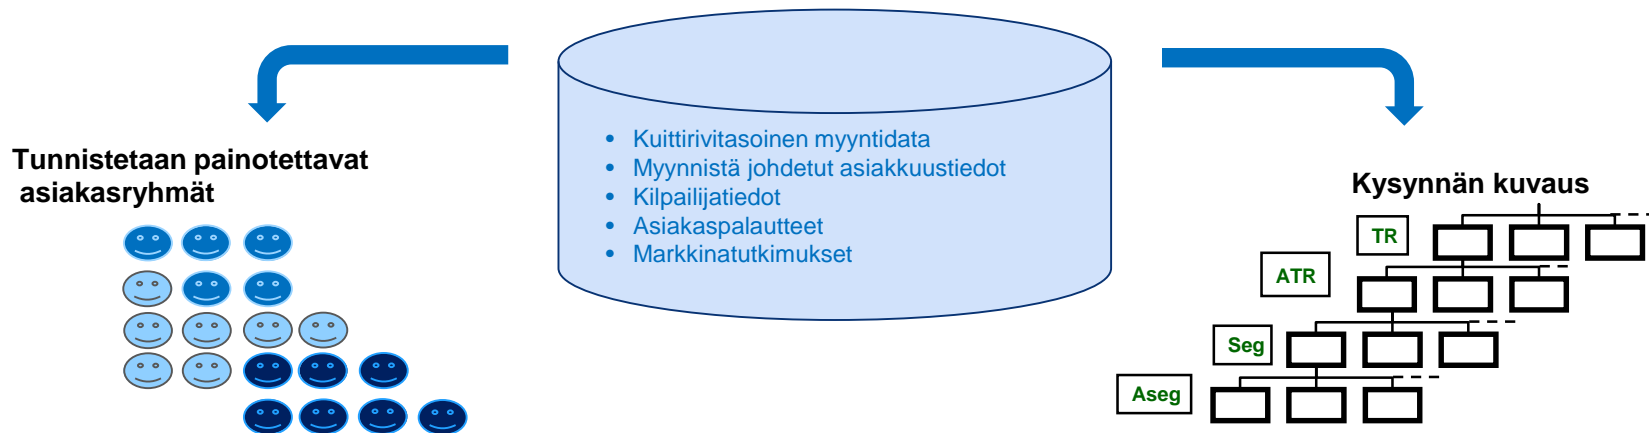 Tunnistetaan painotettavat
asiakasryhmät
• Kuittirivitasoinen myyntidata
• Myynnistä johdetut asiakkuustiedot
• Kilpailijatiedot
• Asiakaspalautteet
• Markkinatutkimukset
Kysynnän kuvaus
TR
ATR
Seg
Aseg